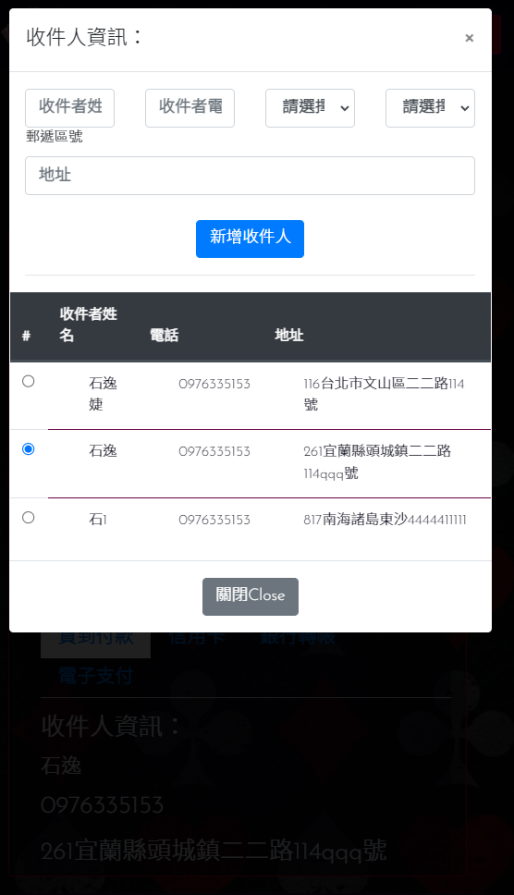 收件人資訊：
×
收件者姓
收件者電
請選擇
請選擇
郵遞區號
地址
新增收件人
# 收件者姓名 電話 地址
石逸婕 0976335153 116台北市文山區二二路114號
石逸 0976335153 261宜蘭縣頭城鎮二二路114qqq號
石1 0976335153 817南海諸島東沙4444411111
關閉Close
貨到付款 信用卡 銀行轉帳
電子支付
收件人資訊：
石逸
0976335153
261宜蘭縣頭城鎮二二路114qqq號